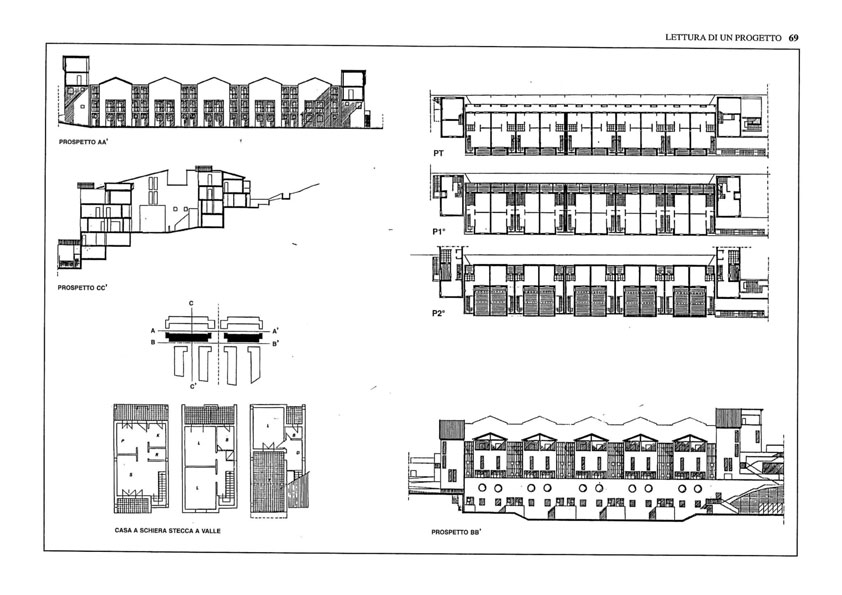 LETTURA DI UN PROGETTO 69
PROSPETTO AA'
PT
P1°
PROSPETTO CC'
P2°
C
A A'
B B'
C'
P K
R
S
L B
L
L
B
D
T
CASA A SCHIERA STECCA A VALLE
PROSPETTO BB'